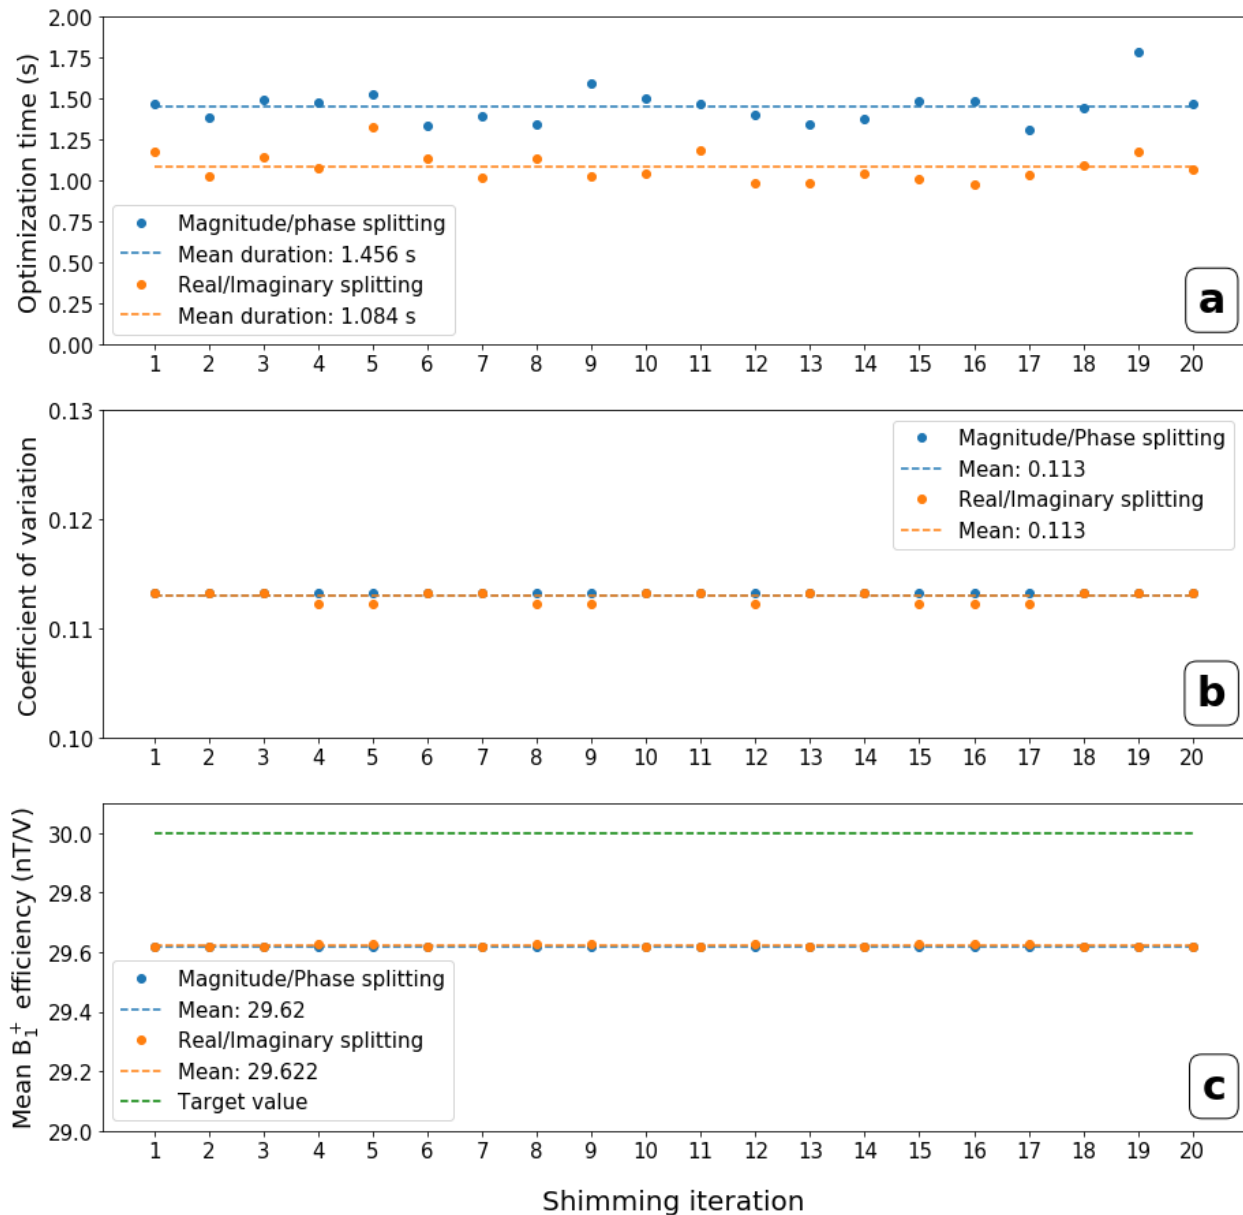 Optimization time (s)
2.00
1.75
1.50
1.25
1.00
0.75
0.50
0.25
0.00
Magnitude/phase splitting
Mean duration: 1.456 s
Real/Imaginary splitting
Mean duration: 1.084 s
a
1 2 3 4 5 6 7 8 9 10 11 12 13 14 15 16 17 18 19 20
Coefficient of variation
0.13
0.12
0.11
0.10
Magnitude/Phase splitting
Mean: 0.113
Real/Imaginary splitting
Mean: 0.113
b
1 2 3 4 5 6 7 8 9 10 11 12 13 14 15 16 17 18 19 20
Mean B₁⁺ efficiency (nT/V)
30.0
29.8
29.6
29.4
29.2
29.0
Magnitude/Phase splitting
Mean: 29.62
Real/Imaginary splitting
Mean: 29.622
Target value
c
1 2 3 4 5 6 7 8 9 10 11 12 13 14 15 16 17 18 19 20
Shimming iteration